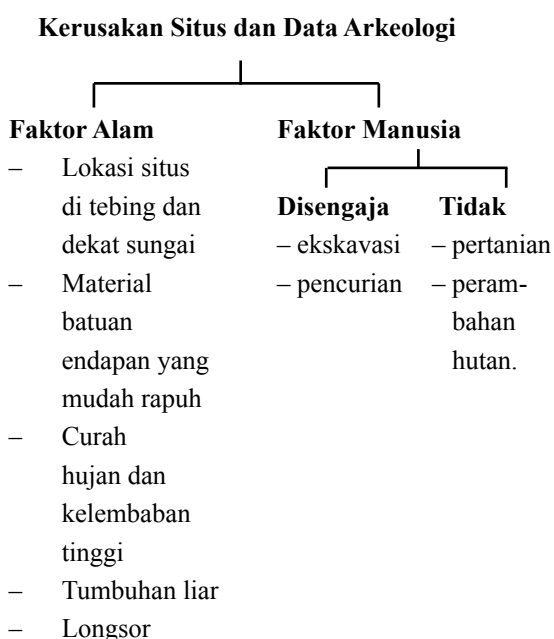 Kerusakan Situs dan Data Arkeologi
Faktor Alam
– Lokasi situs
di tebing dan
dekat sungai
– Material
batuan
endapan yang
mudah rapuh
– Curah
hujan dan
kelembaban
tinggi
– Tumbuhan liar
– Longsor
Faktor Manusia
Disengaja
– ekskavasi
– pencurian
Tidak
– pertanian
– peram-
bahan
hutan.